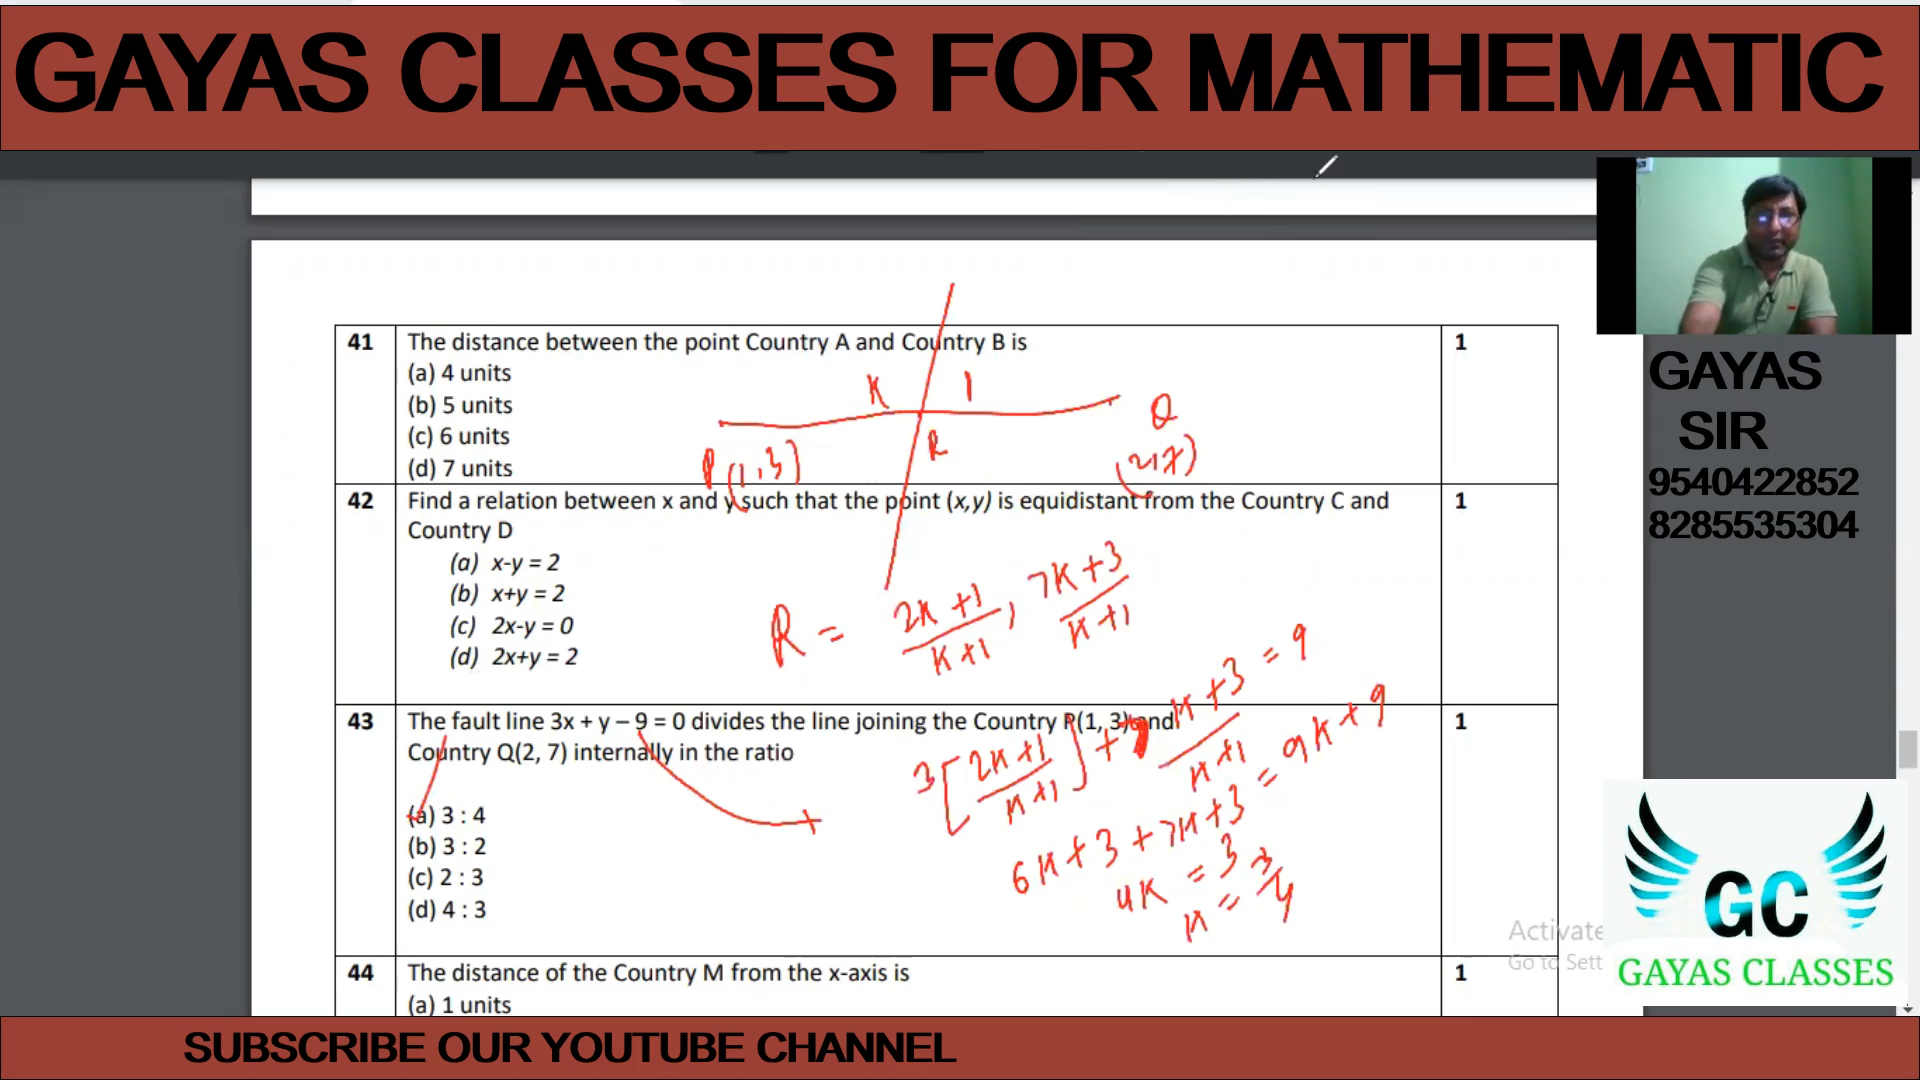 GAYAS CLASSES FOR MATHEMATIC
41 The distance between the point Country A and Country B is 1
(a) 4 units
(b) 5 units
(c) 6 units
(d) 7 units
K 1
P (1,3) R Q (2,7)
42 Find a relation between x and y such that the point (x,y) is equidistant from the Country C and 1
Country D
(a) x-y = 2
(b) x+y = 2
(c) 2x-y = 0
(d) 2x+y = 2
R = 2K+1/K+1, 7K+3/K+1
43 The fault line 3x + y – 9 = 0 divides the line joining the Country P(1, 3) and 1
Country Q(2, 7) internally in the ratio
(a) 3 : 4
(b) 3 : 2
(c) 2 : 3
(d) 4 : 3
3[2K+1/K+1] + 7K+3/K+1 = 9
6K+3+7K+3 = 9K+9
4K = 3
K = 3/4
44 The distance of the Country M from the x-axis is 1
(a) 1 units
GAYAS
SIR
9540422852
8285535304
Activate
Go to Sett
GC
GAYAS CLASSES
SUBSCRIBE OUR YOUTUBE CHANNEL